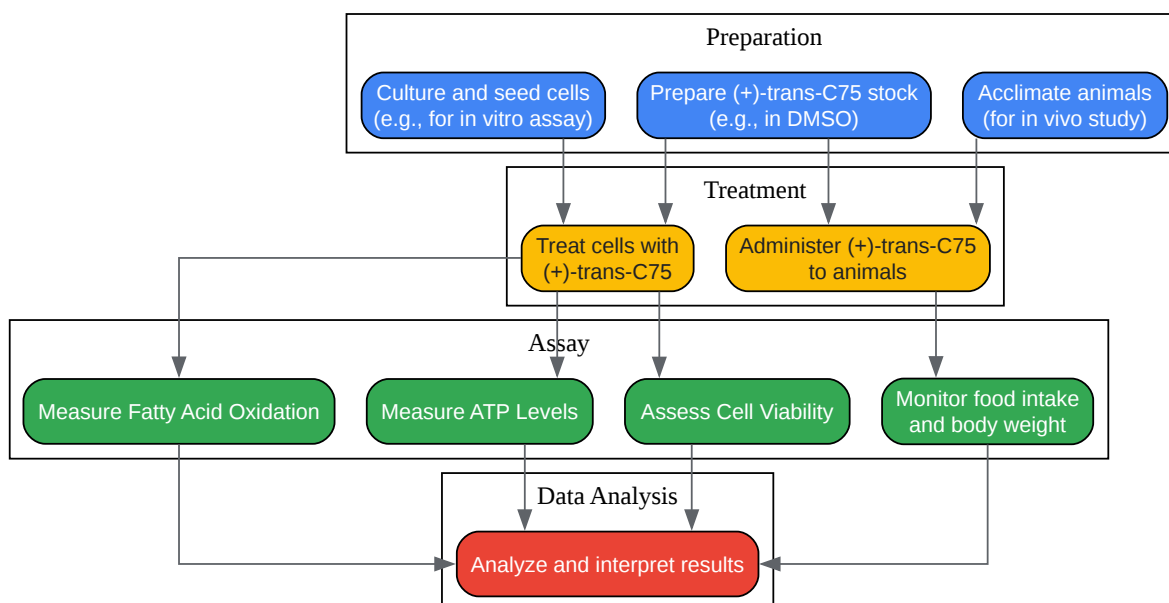 Preparation
Culture and seed cells
(e.g., for in vitro assay)
Prepare (+)-trans-C75 stock
(e.g., in DMSO)
Acclimate animals
(for in vivo study)
Treatment
Treat cells with
(+)-trans-C75
Administer (+)-trans-C75
to animals
Assay
Measure Fatty Acid Oxidation
Measure ATP Levels
Assess Cell Viability
Monitor food intake
and body weight
Data Analysis
Analyze and interpret results